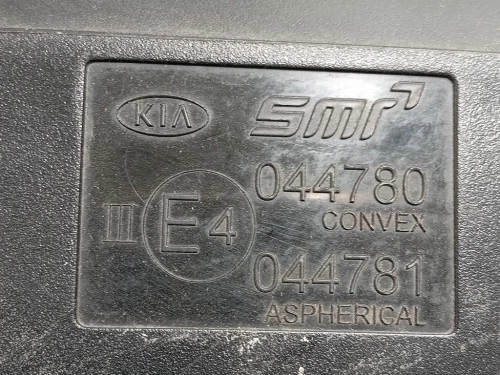 KIA SMR
044780
CONVEX
III E4
044781
ASPHERICAL